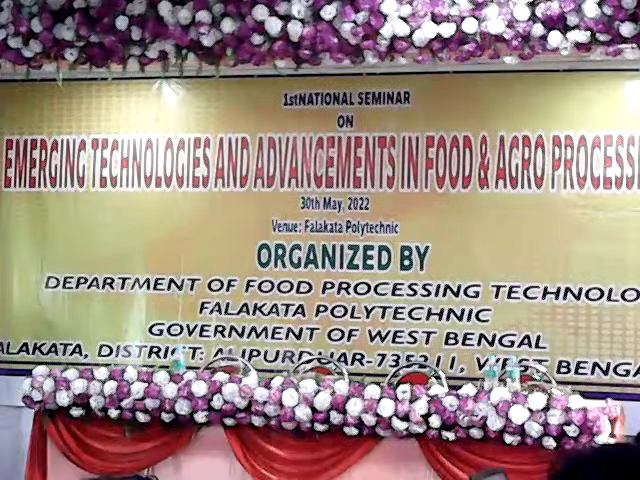 1stNATIONAL SEMINAR
ON
EMERGING TECHNOLOGIES AND ADVANCEMENTS IN FOOD & AGRO PROCESSI
30th May, 2022
Venue: Falakata Polytechnic
ORGANIZED BY
DEPARTMENT OF FOOD PROCESSING TECHNOLO
FALAKATA POLYTECHNIC
GOVERNMENT OF WEST BENGAL
ALAKATA, DISTRICT: ALIPURDUAR-735211, WEST BENGA